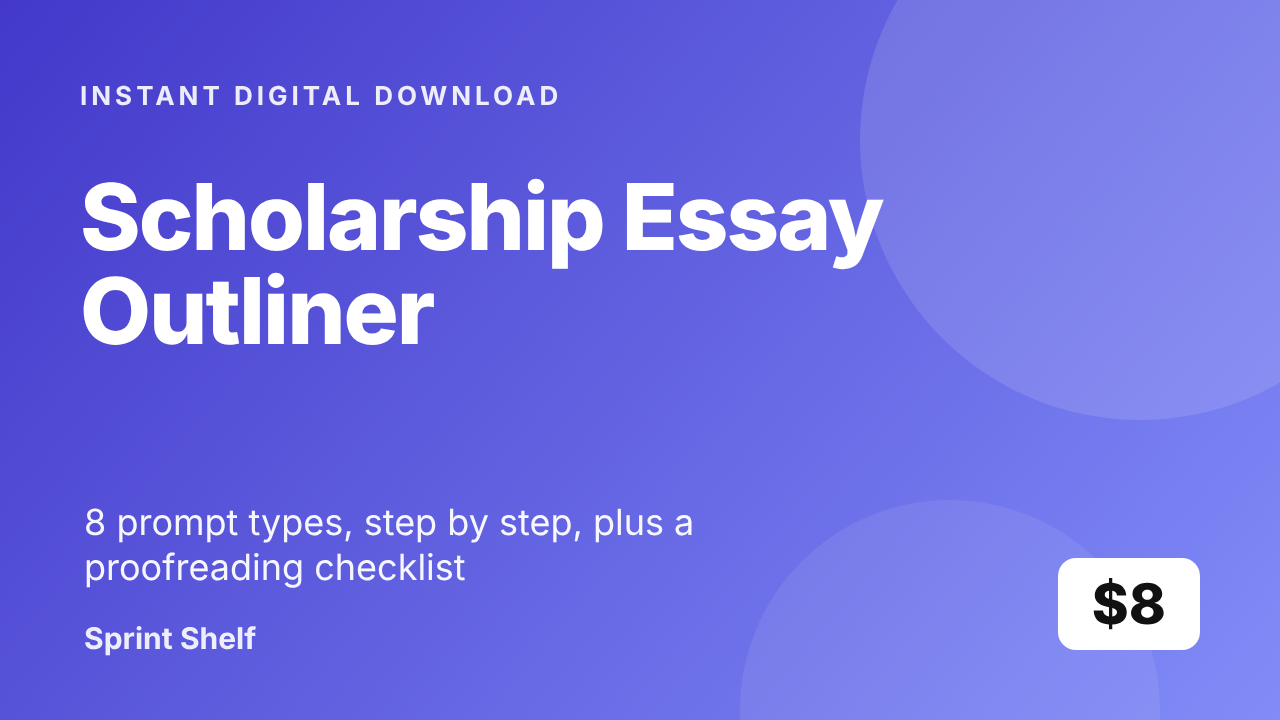 INSTANT DIGITAL DOWNLOAD
Scholarship Essay
Outliner
8 prompt types, step by step, plus a
proofreading checklist
Sprint Shelf
$8